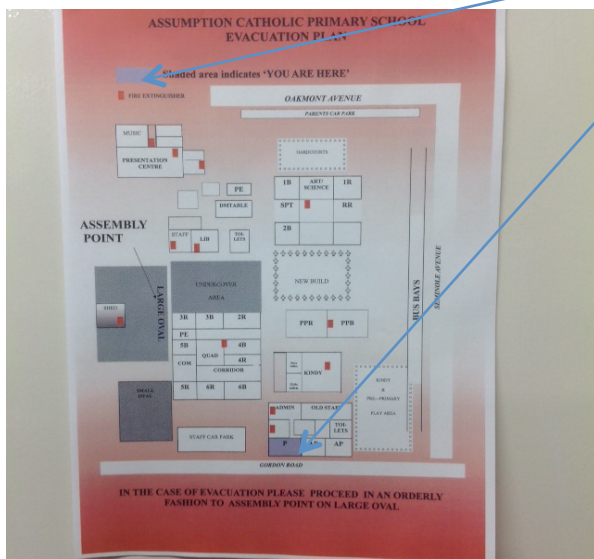 ASSUMPTION CATHOLIC PRIMARY SCHOOL
EVACUATION PLAN
Shaded area indicates 'YOU ARE HERE'
FIRE EXTINGUISHER
OAKMONT AVENUE
PARENTS CAR PARK
MUSIC
PRESENTATION
CENTRE
HARDCOURTS
1B
ART/
SCIENCE
1R
SPT
RR
2B
PE
DMTABLE
STAFF
LIB
TOI-
LETS
ASSEMBLY
POINT
LARGE OVAL
SHED
UNDERCOVER
AREA
NEW BUILD
BUS BAYS
SEMINOLE AVENUE
3R 3B 2R
PE
5B
QUAD
4B
COM
4R
CORRIDOR
5R 6R 6B
PPR
PPB
KINDY
KINDY
&
PRE-PRIMARY
PLAY AREA
SMALL
OVAL
STAFF CAR PARK
ADMIN
OLD STAFF
TOI-
LETS
P
AP
GORDON ROAD
IN THE CASE OF EVACUATION PLEASE PROCEED IN AN ORDERLY
FASHION TO ASSEMBLY POINT ON LARGE OVAL